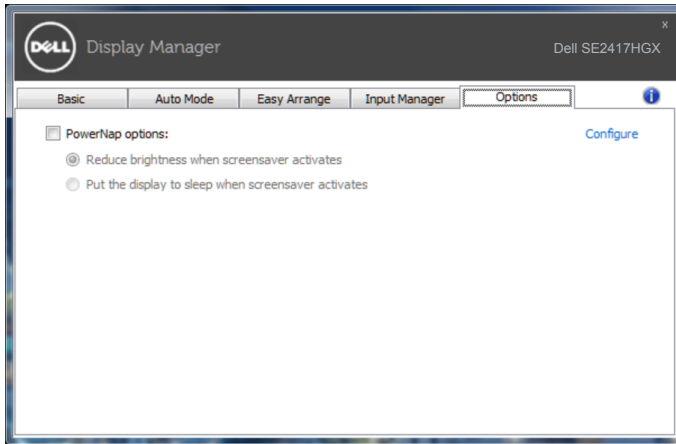 DELL Display Manager
x
Dell SE2417HGX
Basic Auto Mode Easy Arrange Input Manager Options i
PowerNap options: Configure
Reduce brightness when screensaver activates
Put the display to sleep when screensaver activates